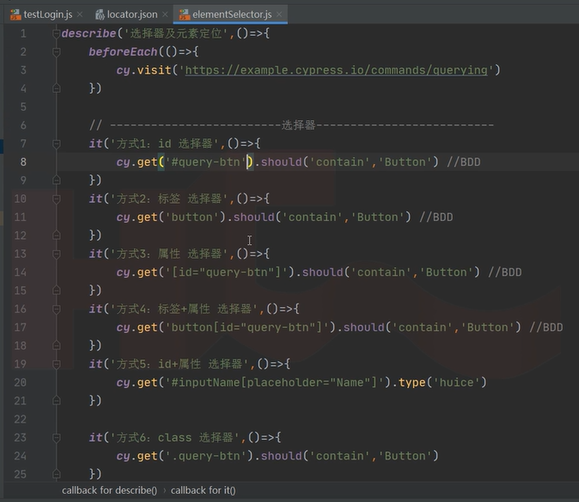 testLogin.js
locator.json
elementSelector.js
1 describe('选择器及元素定位',()=>{
2 beforeEach(()=>{
3 cy.visit('https://example.cypress.io/commands/querying')
4 })
5
6 // -------------------------选择器--------------------------
7 it('方式1: id 选择器',()=>{
8 cy.get('#query-btn').should('contain','Button') //BDD
9 })
10 it('方式2: 标签 选择器',()=>{
11 cy.get('button').should('contain','Button') //BDD
12 })
13 it('方式3: 属性 选择器',()=>{
14 cy.get('[id="query-btn"]').should('contain','Button') //BDD
15 })
16 it('方式4: 标签+属性 选择器',()=>{
17 cy.get('button[id="query-btn"]').should('contain','Button') //BDD
18 })
19 it('方式5: id+属性 选择器',()=>{
20 cy.get('#inputName[placeholder="Name"]').type('huice')
21 })
22
23 it('方式6: class 选择器',()=>{
24 cy.get('.query-btn').should('contain','Button')
25 })
callback for describe() › callback for it()